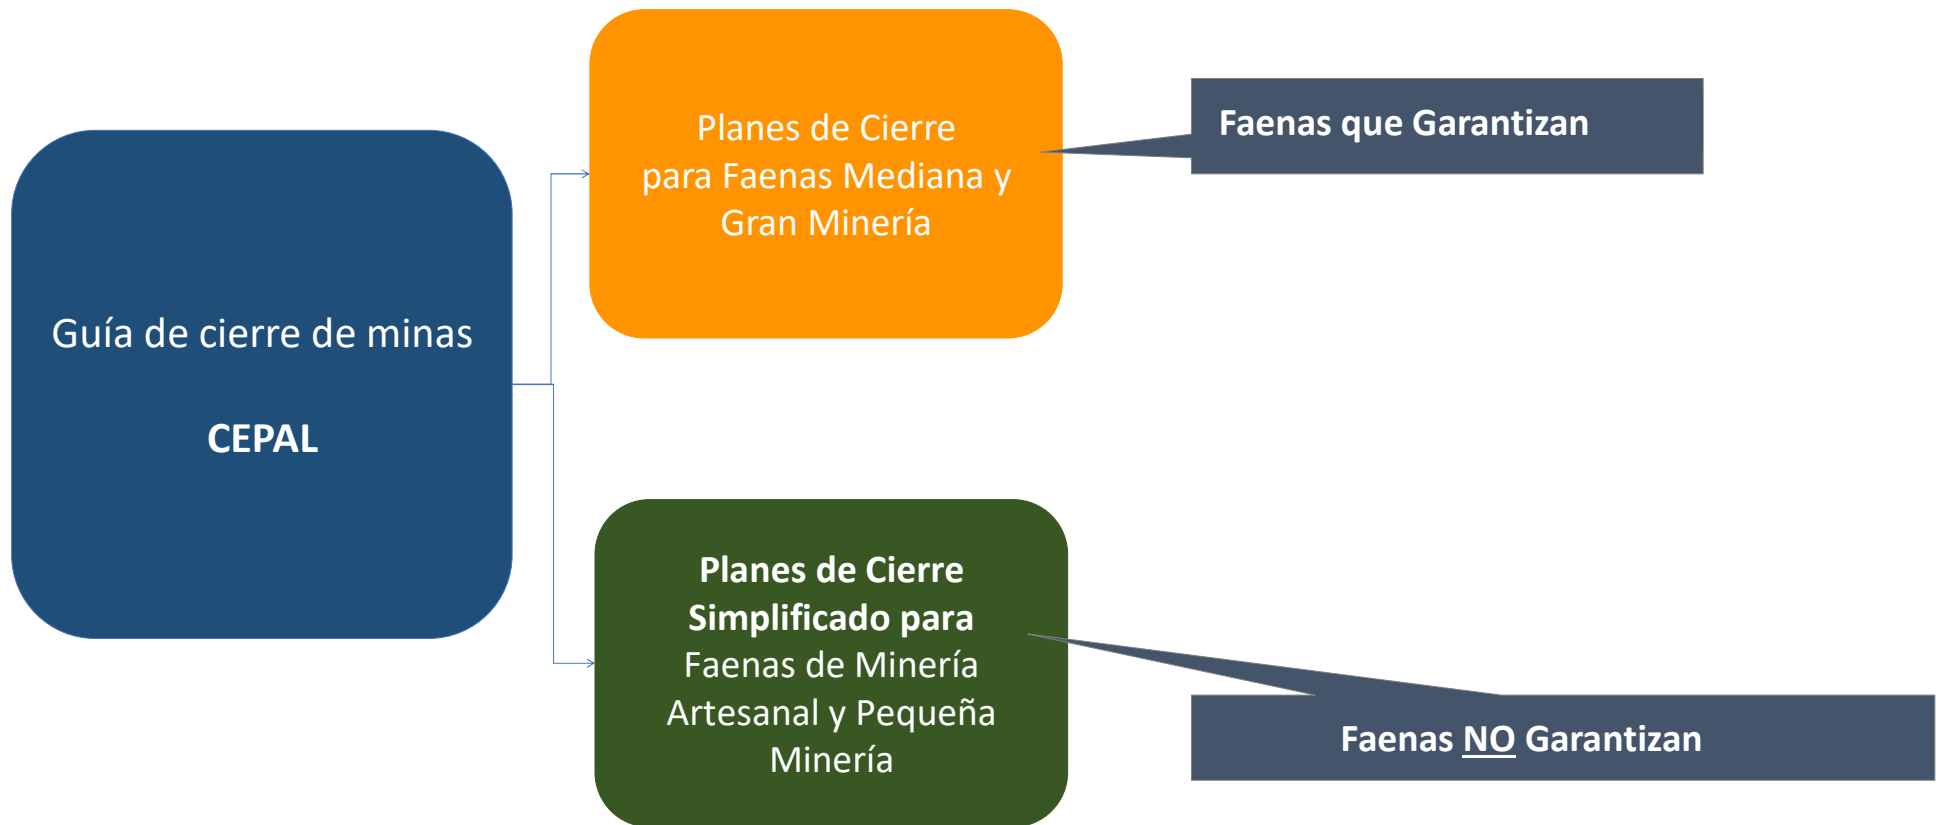 Guía de cierre de minas
CEPAL
Planes de Cierre
para Faenas Mediana y
Gran Minería
Faenas que Garantizan
Planes de Cierre
Simplificado para
Faenas de Minería
Artesanal y Pequeña
Minería
Faenas NO Garantizan